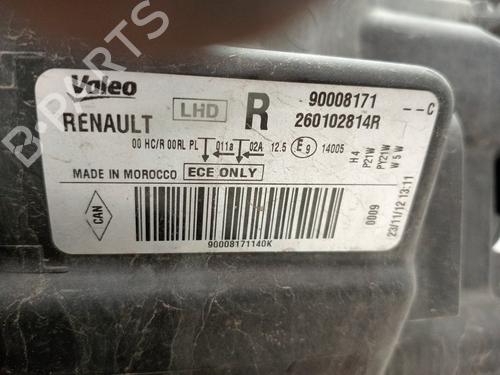 Valeo
LHD
R
90008171
--C
RENAULT
260102814R
00 HC/R 00RL PL 011a 02A 12.5 E9 14005
H4
P21W
PY21W
W5W
MADE IN MOROCCO
ECE ONLY
CAN
90008171140K
0009
23/11/12 13:11
B-PARTS